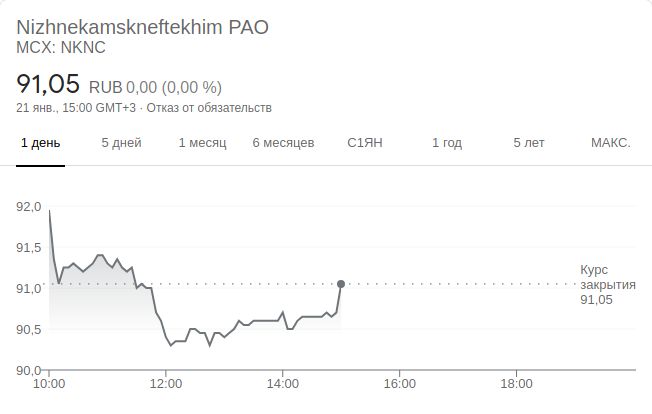 Nizhnekamskneftekhim PAO
MCX: NKNC
91,05 RUB 0,00 (0,00 %)
21 янв., 15:00 GMT+3 · Отказ от обязательств
1 день 5 дней 1 месяц 6 месяцев С1ЯН 1 год 5 лет МАКС.
92,0
91,5
91,0
90,5
90,0
Курс
закрытия
91,05
10:00 12:00 14:00 16:00 18:00